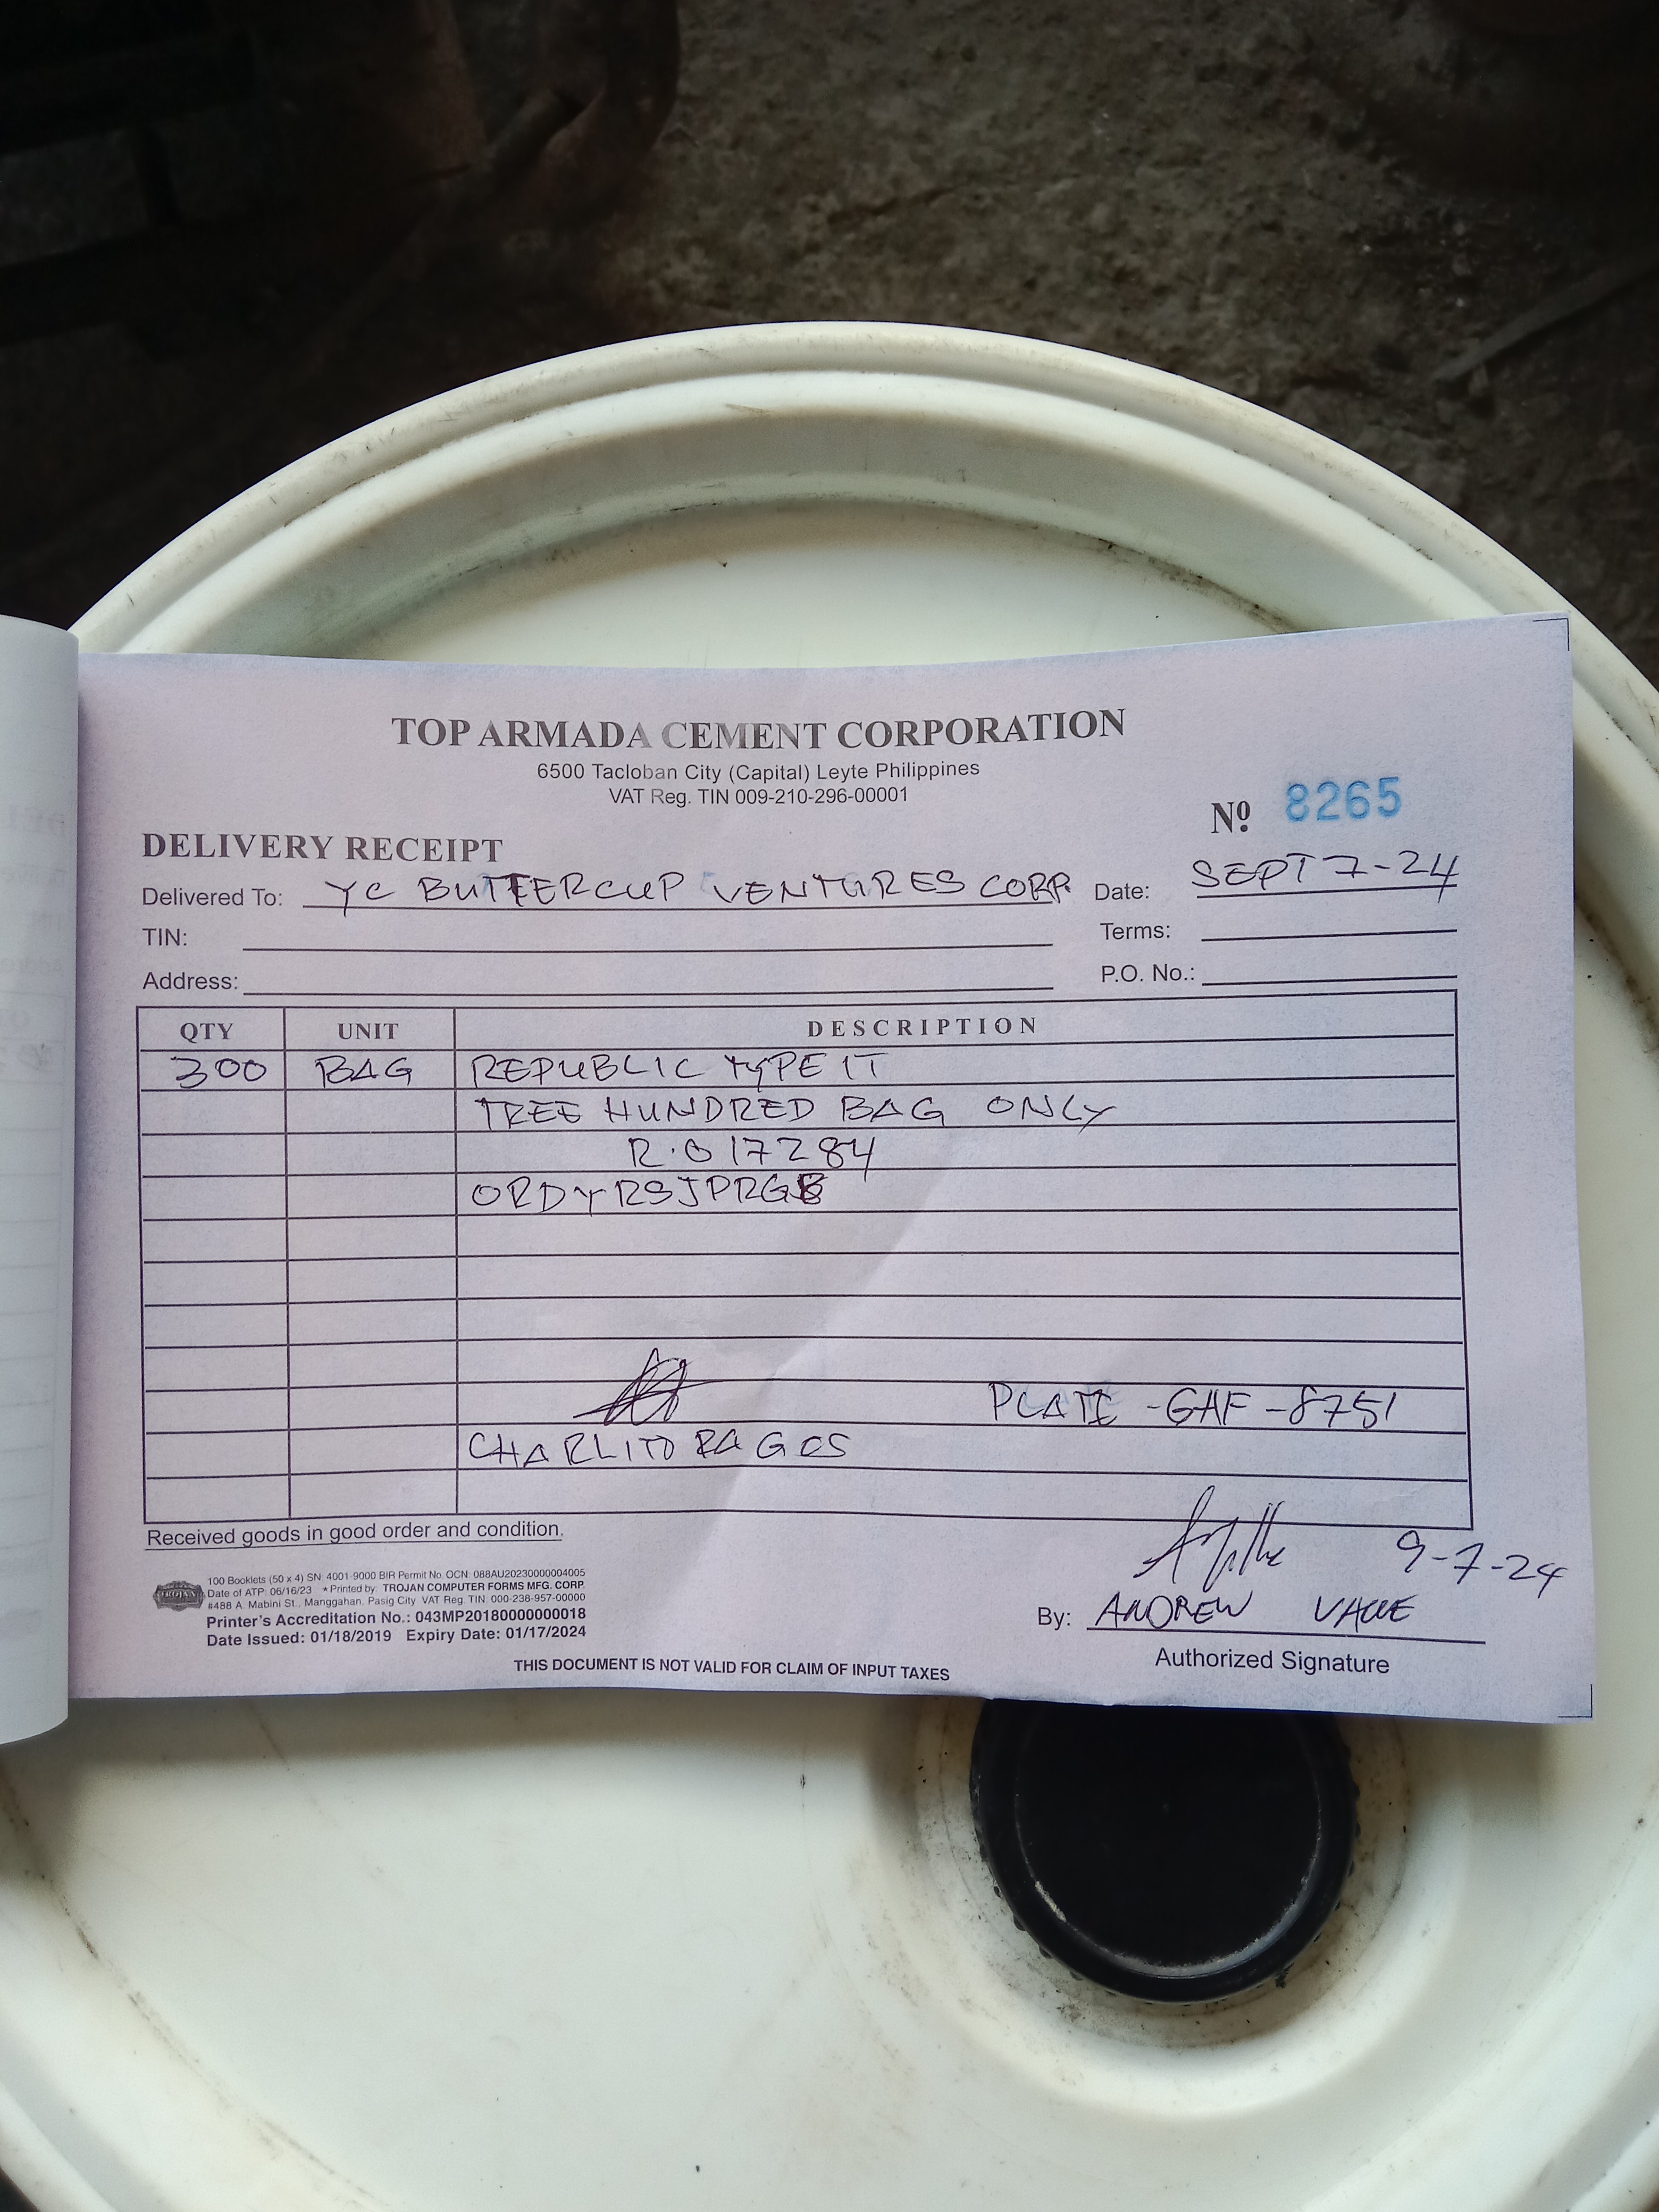 TOP ARMADA CEMENT CORPORATION
6500 Tacloban City (Capital) Leyte Philippines
VAT Reg. TIN 009-210-296-00001
Nº 8265
DELIVERY RECEIPT
Delivered To: YC BUTTERCUP VENTURES CORP. Date: SEPT 7-24
TIN: Terms:
Address: P.O. No.:
QTY UNIT DESCRIPTION
300 BAG REPUBLIC TYPE 1T
TREE HUNDRED BAG ONLY
R.O 17284
PLATE -GAF -8751
CHARLITO RAGOS
Received goods in good order and condition.
9-7-24
100 Booklets (50 x 4) SN: 4001-9000 BIR Permit No. OCN: 088AU20230000004005
Date of ATP: 06/16/23 *Printed by: TROJAN COMPUTER FORMS MFG. CORP.
#488 A. Mabini St., Manggahan, Pasig City VAT Reg. TIN: 000-238-957-00000
Printer's Accreditation No.: 043MP20180000000018
Date Issued: 01/18/2019 Expiry Date: 01/17/2024
By: ANDREW
Authorized Signature
THIS DOCUMENT IS NOT VALID FOR CLAIM OF INPUT TAXES